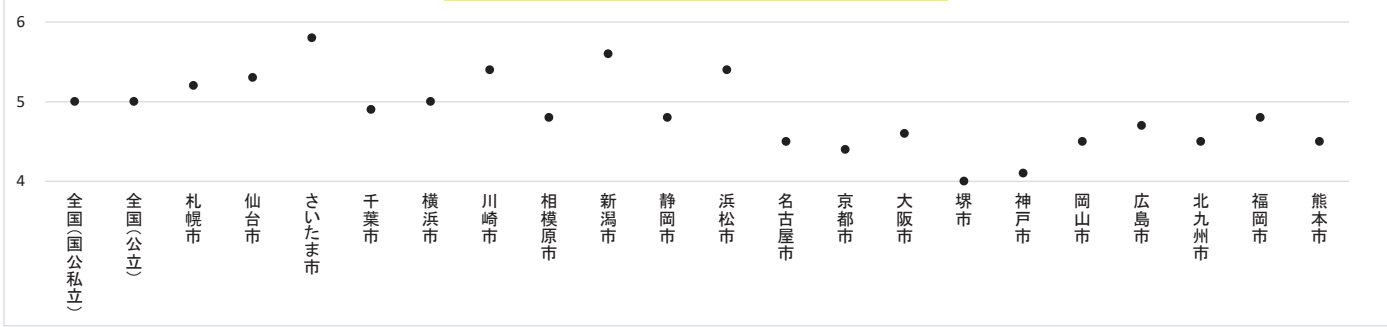 6
5
4
全国(国公私立)
全国(公立)
札幌市
仙台市
さいたま市
千葉市
横浜市
川崎市
相模原市
新潟市
静岡市
浜松市
名古屋市
京都市
大阪市
堺市
神戸市
岡山市
広島市
北九州市
福岡市
熊本市